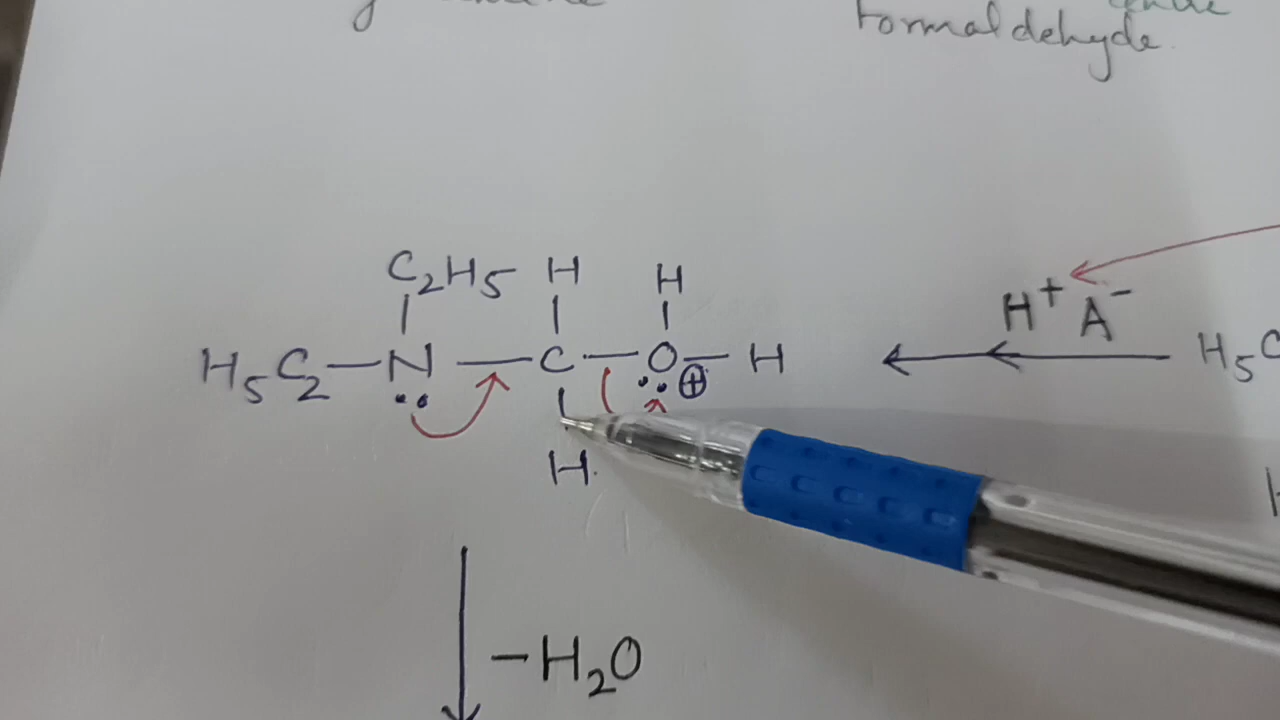 formaldehyde
C2H5 H H
H5C2 - N - C - O - H
⊕
H
H+ A-
H5C
-H2O